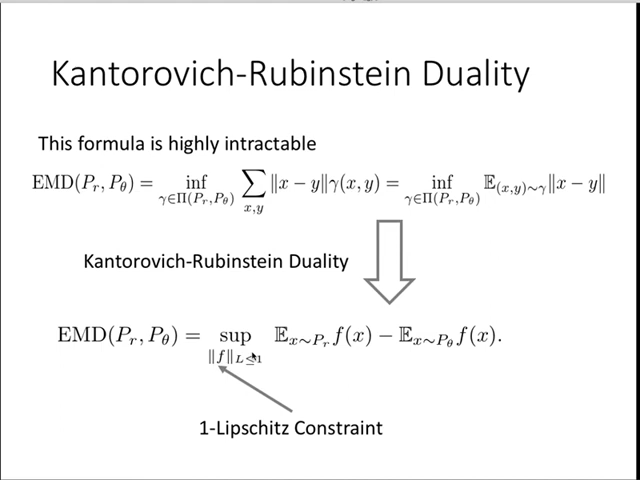 Kantorovich-Rubinstein Duality
This formula is highly intractable
EMD(P_r, P_θ) = inf_{γ∈Π(P_r,P_θ)} ∑_{x,y} ‖x − y‖γ(x, y) = inf_{γ∈Π(P_r,P_θ)} 𝔼_{(x,y)∼γ}‖x − y‖
Kantorovich-Rubinstein Duality
EMD(P_r, P_θ) = sup_{‖f‖_L≤1} 𝔼_{x∼P_r} f(x) − 𝔼_{x∼P_θ} f(x).
1-Lipschitz Constraint